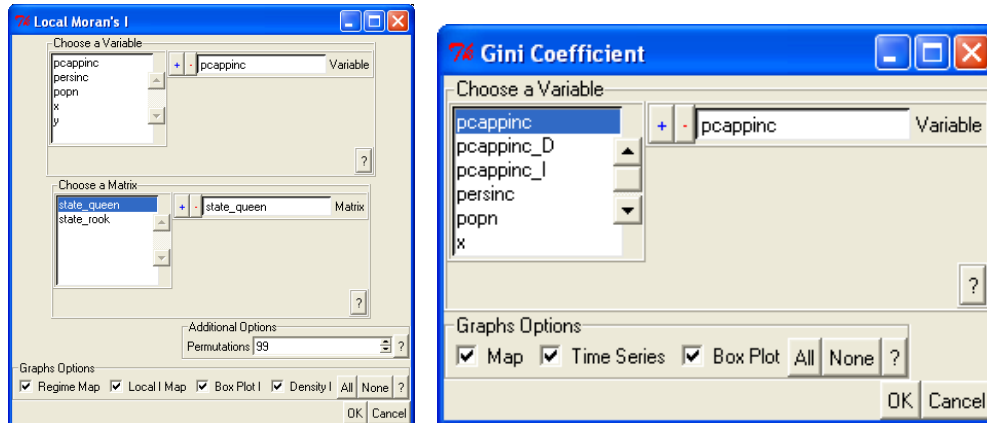 Local Moran's I
Choose a Variable
pcappinc
persinc
popn
x
y
+ - pcappinc Variable
?
Choose a Matrix
state_queen
state_rook
+ - state_queen Matrix
?
Additional Options
Permutations 99 ?
Graphs Options
Regime Map Local I Map Box Plot I Density I All None ?
OK Cancel
Gini Coefficient
Choose a Variable
pcappinc
pcappinc_D
pcappinc_I
persinc
popn
x
+ - pcappinc Variable
?
Graphs Options
Map Time Series Box Plot All None ?
OK Cancel